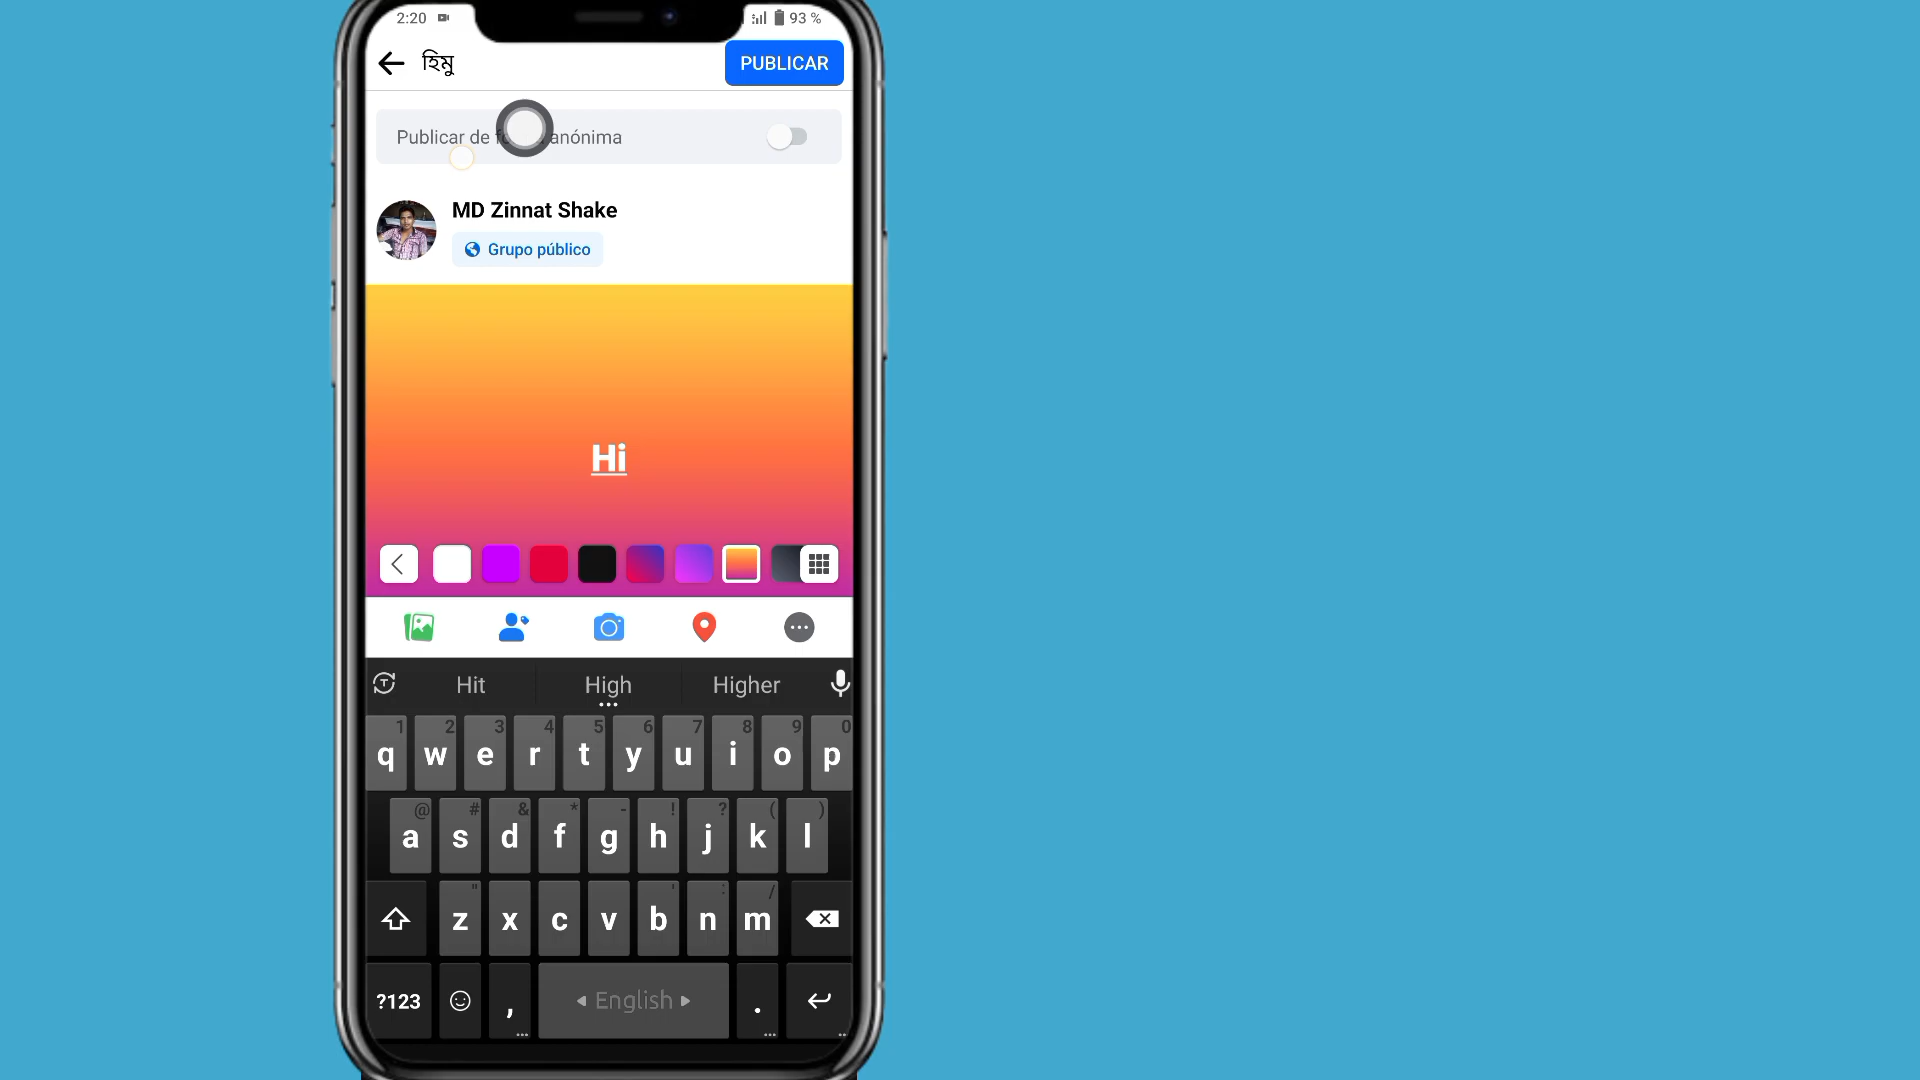 2:20 93 %
হিমু PUBLICAR
Publicar de anónima
MD Zinnat Shake
Grupo público
Hi
Hit High Higher
1 2 3 4 5 6 7 8 9 0
q w e r t y u i o p
@ # & * - ! ? ( )
a s d f g h j k l
" ' : /
z x c v b n m
?123 , English .